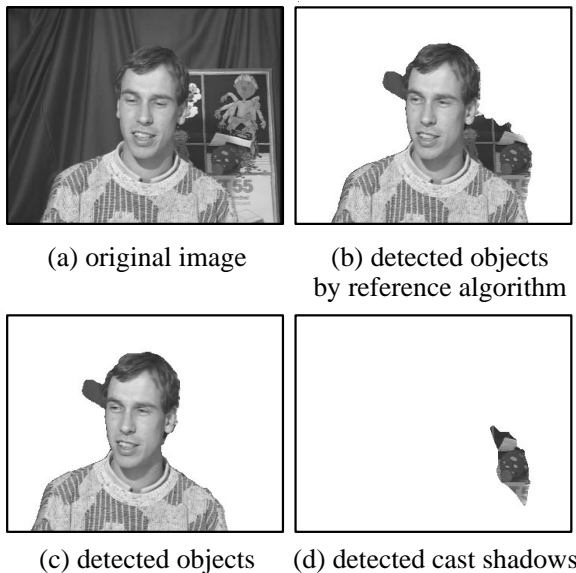 55
(a) original image
(b) detected objects
by reference algorithm
(c) detected objects
(d) detected cast shadows